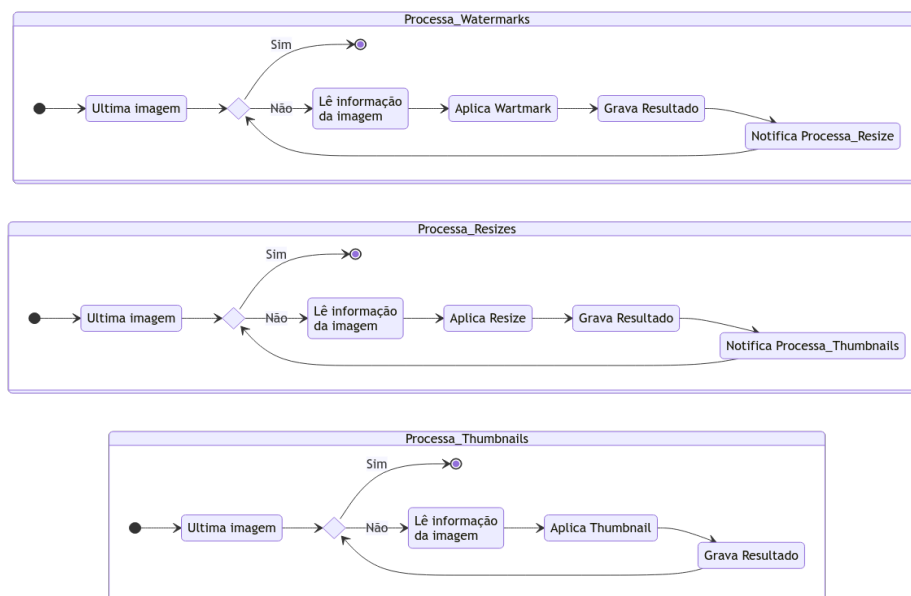 Processa_Watermarks
Sim
Ultima imagem
Não
Lê informação
da imagem
Aplica Wartmark
Grava Resultado
Notifica Processa_Resize
Processa_Resizes
Sim
Ultima imagem
Não
Lê informação
da imagem
Aplica Resize
Grava Resultado
Notifica Processa_Thumbnails
Processa_Thumbnails
Sim
Ultima imagem
Não
Lê informação
da imagem
Aplica Thumbnail
Grava Resultado